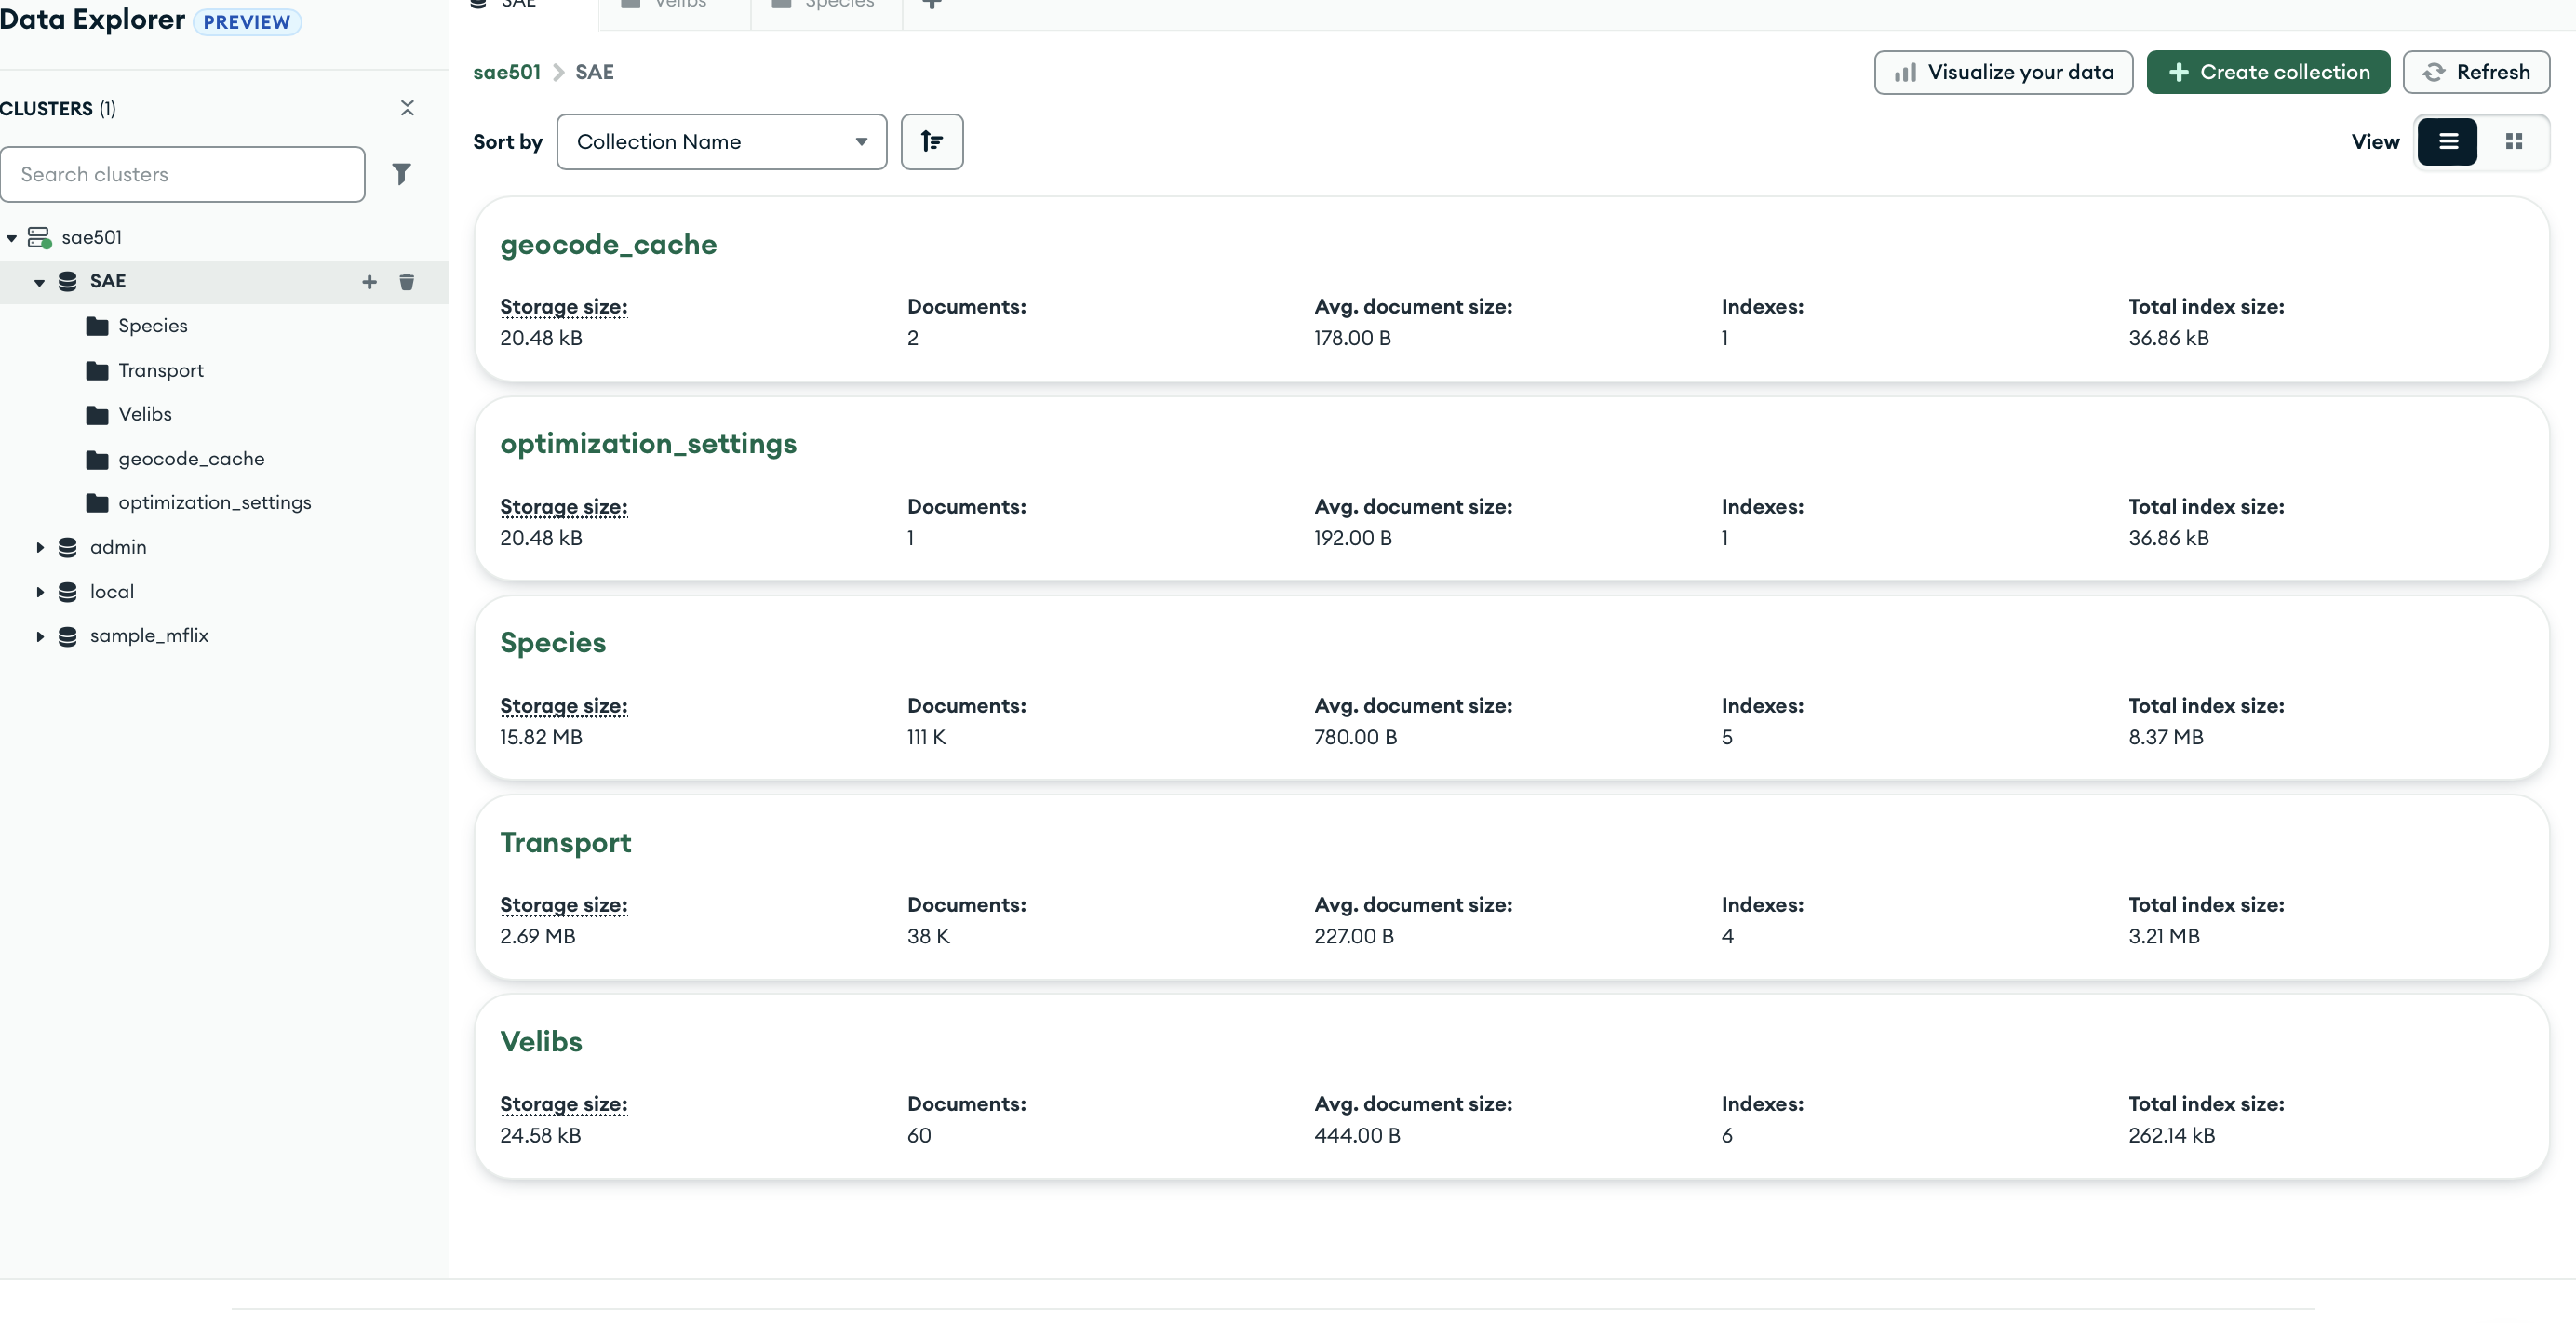 SAE Velibs Species
Data Explorer PREVIEW
sae501 SAE
Visualize your data
Create collection
Refresh
CLUSTERS (1)
Search clusters
Sort by
Collection Name
View
sae501
SAE
Species
Transport
Velibs
geocode_cache
optimization_settings
admin
local
sample_mflix
geocode_cache
Storage size: Documents: Avg. document size: Indexes: Total index size:
20.48 kB 2 178.00 B 1 36.86 kB
optimization_settings
Storage size: Documents: Avg. document size: Indexes: Total index size:
20.48 kB 1 192.00 B 1 36.86 kB
Species
Storage size: Documents: Avg. document size: Indexes: Total index size:
15.82 MB 111 K 780.00 B 5 8.37 MB
Transport
Storage size: Documents: Avg. document size: Indexes: Total index size:
2.69 MB 38 K 227.00 B 4 3.21 MB
Velibs
Storage size: Documents: Avg. document size: Indexes: Total index size:
24.58 kB 60 444.00 B 6 262.14 kB